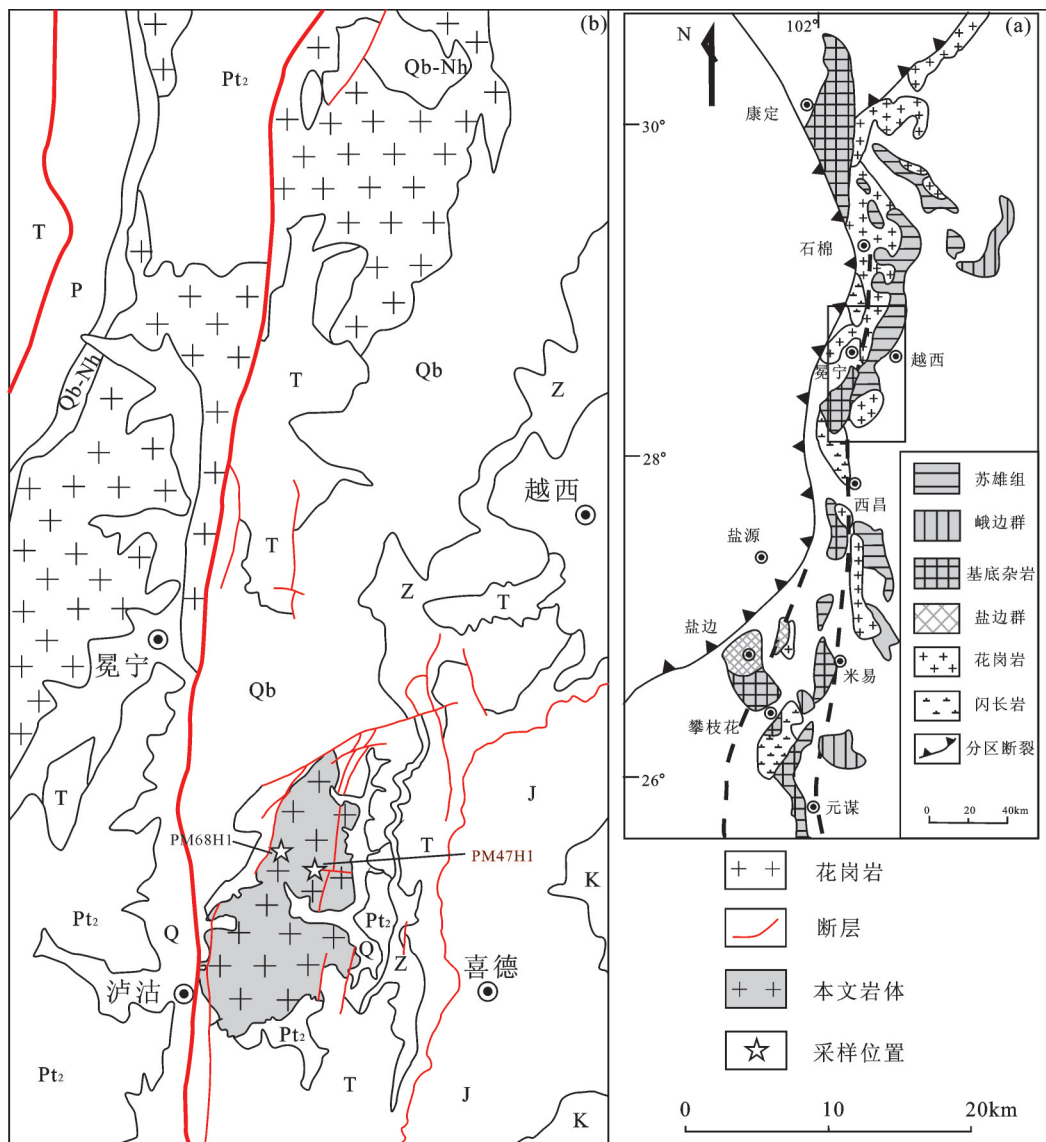 (b)
Pt₂
Qb-Nh
T
P
Qb-Nh
T
Qb
Z
越西
T
Z
T
冕宁
Qb
T
J
PM68H1
PM47H1
T
K
Pt₂
Pt₂
Q
Q
Z
泸沽
喜德
Pt₂
Pt₂
T
J
K
(a)
102°
N
康定
30°
石棉
冕宁
越西
28°
西昌
盐源
盐边
米易
攀枝花
26°
元谋
苏雄组
峨边群
基底杂岩
盐边群
花岗岩
闪长岩
分区断裂
0 20 40km
花岗岩
断层
本文岩体
采样位置
0 10 20km